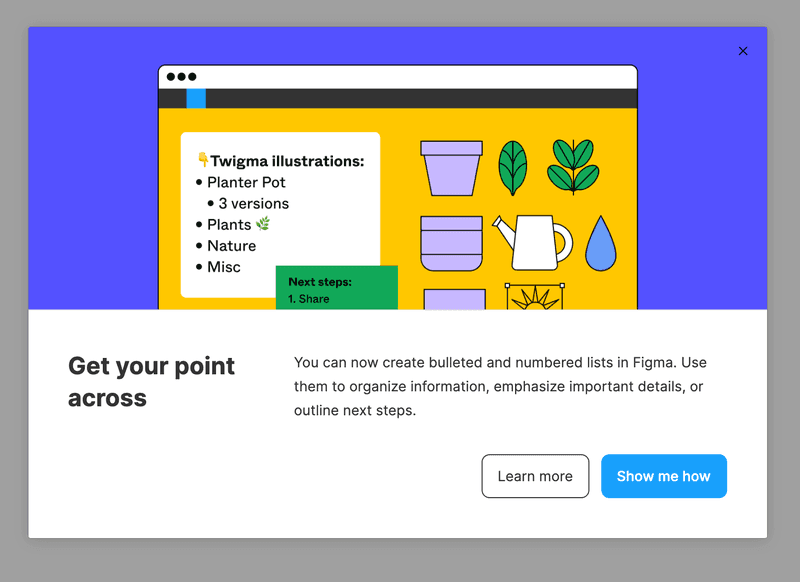 👇Twigma illustrations:
• Planter Pot
• 3 versions
• Plants 🌿
• Nature
• Misc
Next steps:
1. Share
Get your point
across
You can now create bulleted and numbered lists in Figma. Use
them to organize information, emphasize important details, or
outline next steps.
Learn more
Show me how